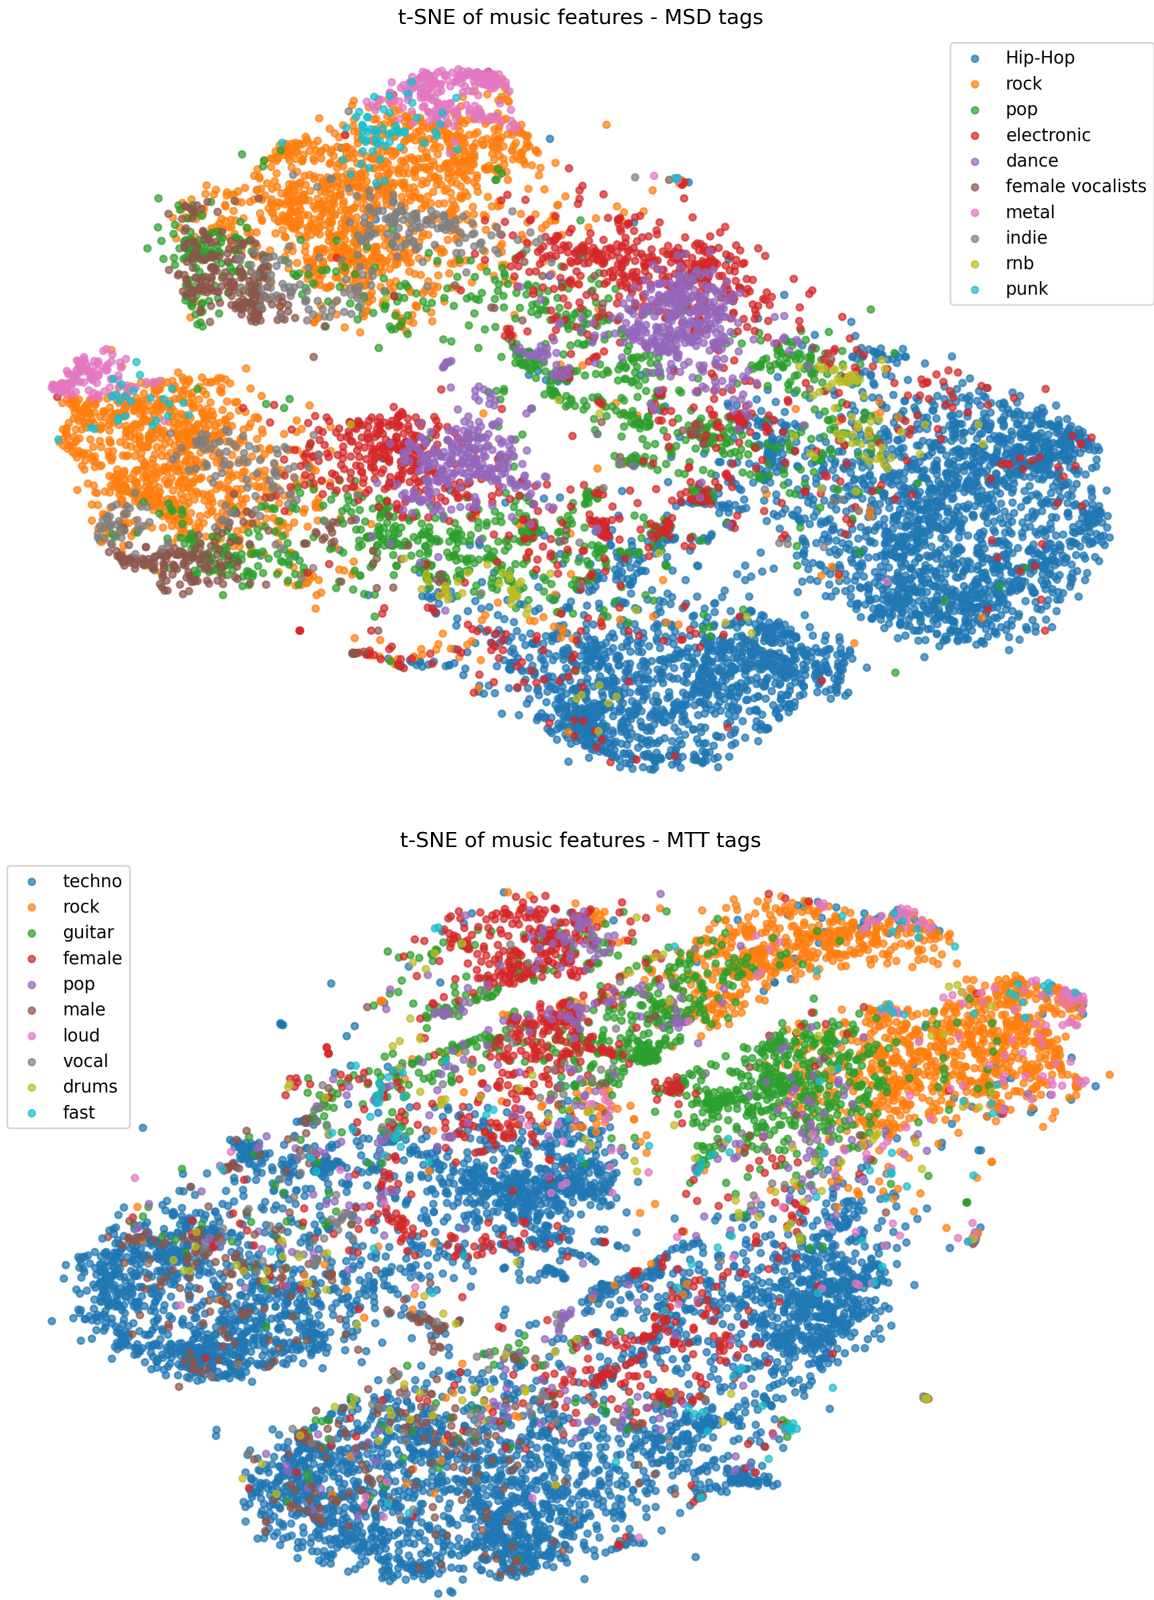 t-SNE of music features - MSD tags
Hip-Hop
rock
pop
electronic
dance
female vocalists
metal
indie
rnb
punk
t-SNE of music features - MTT tags
techno
rock
guitar
female
pop
male
loud
vocal
drums
fast